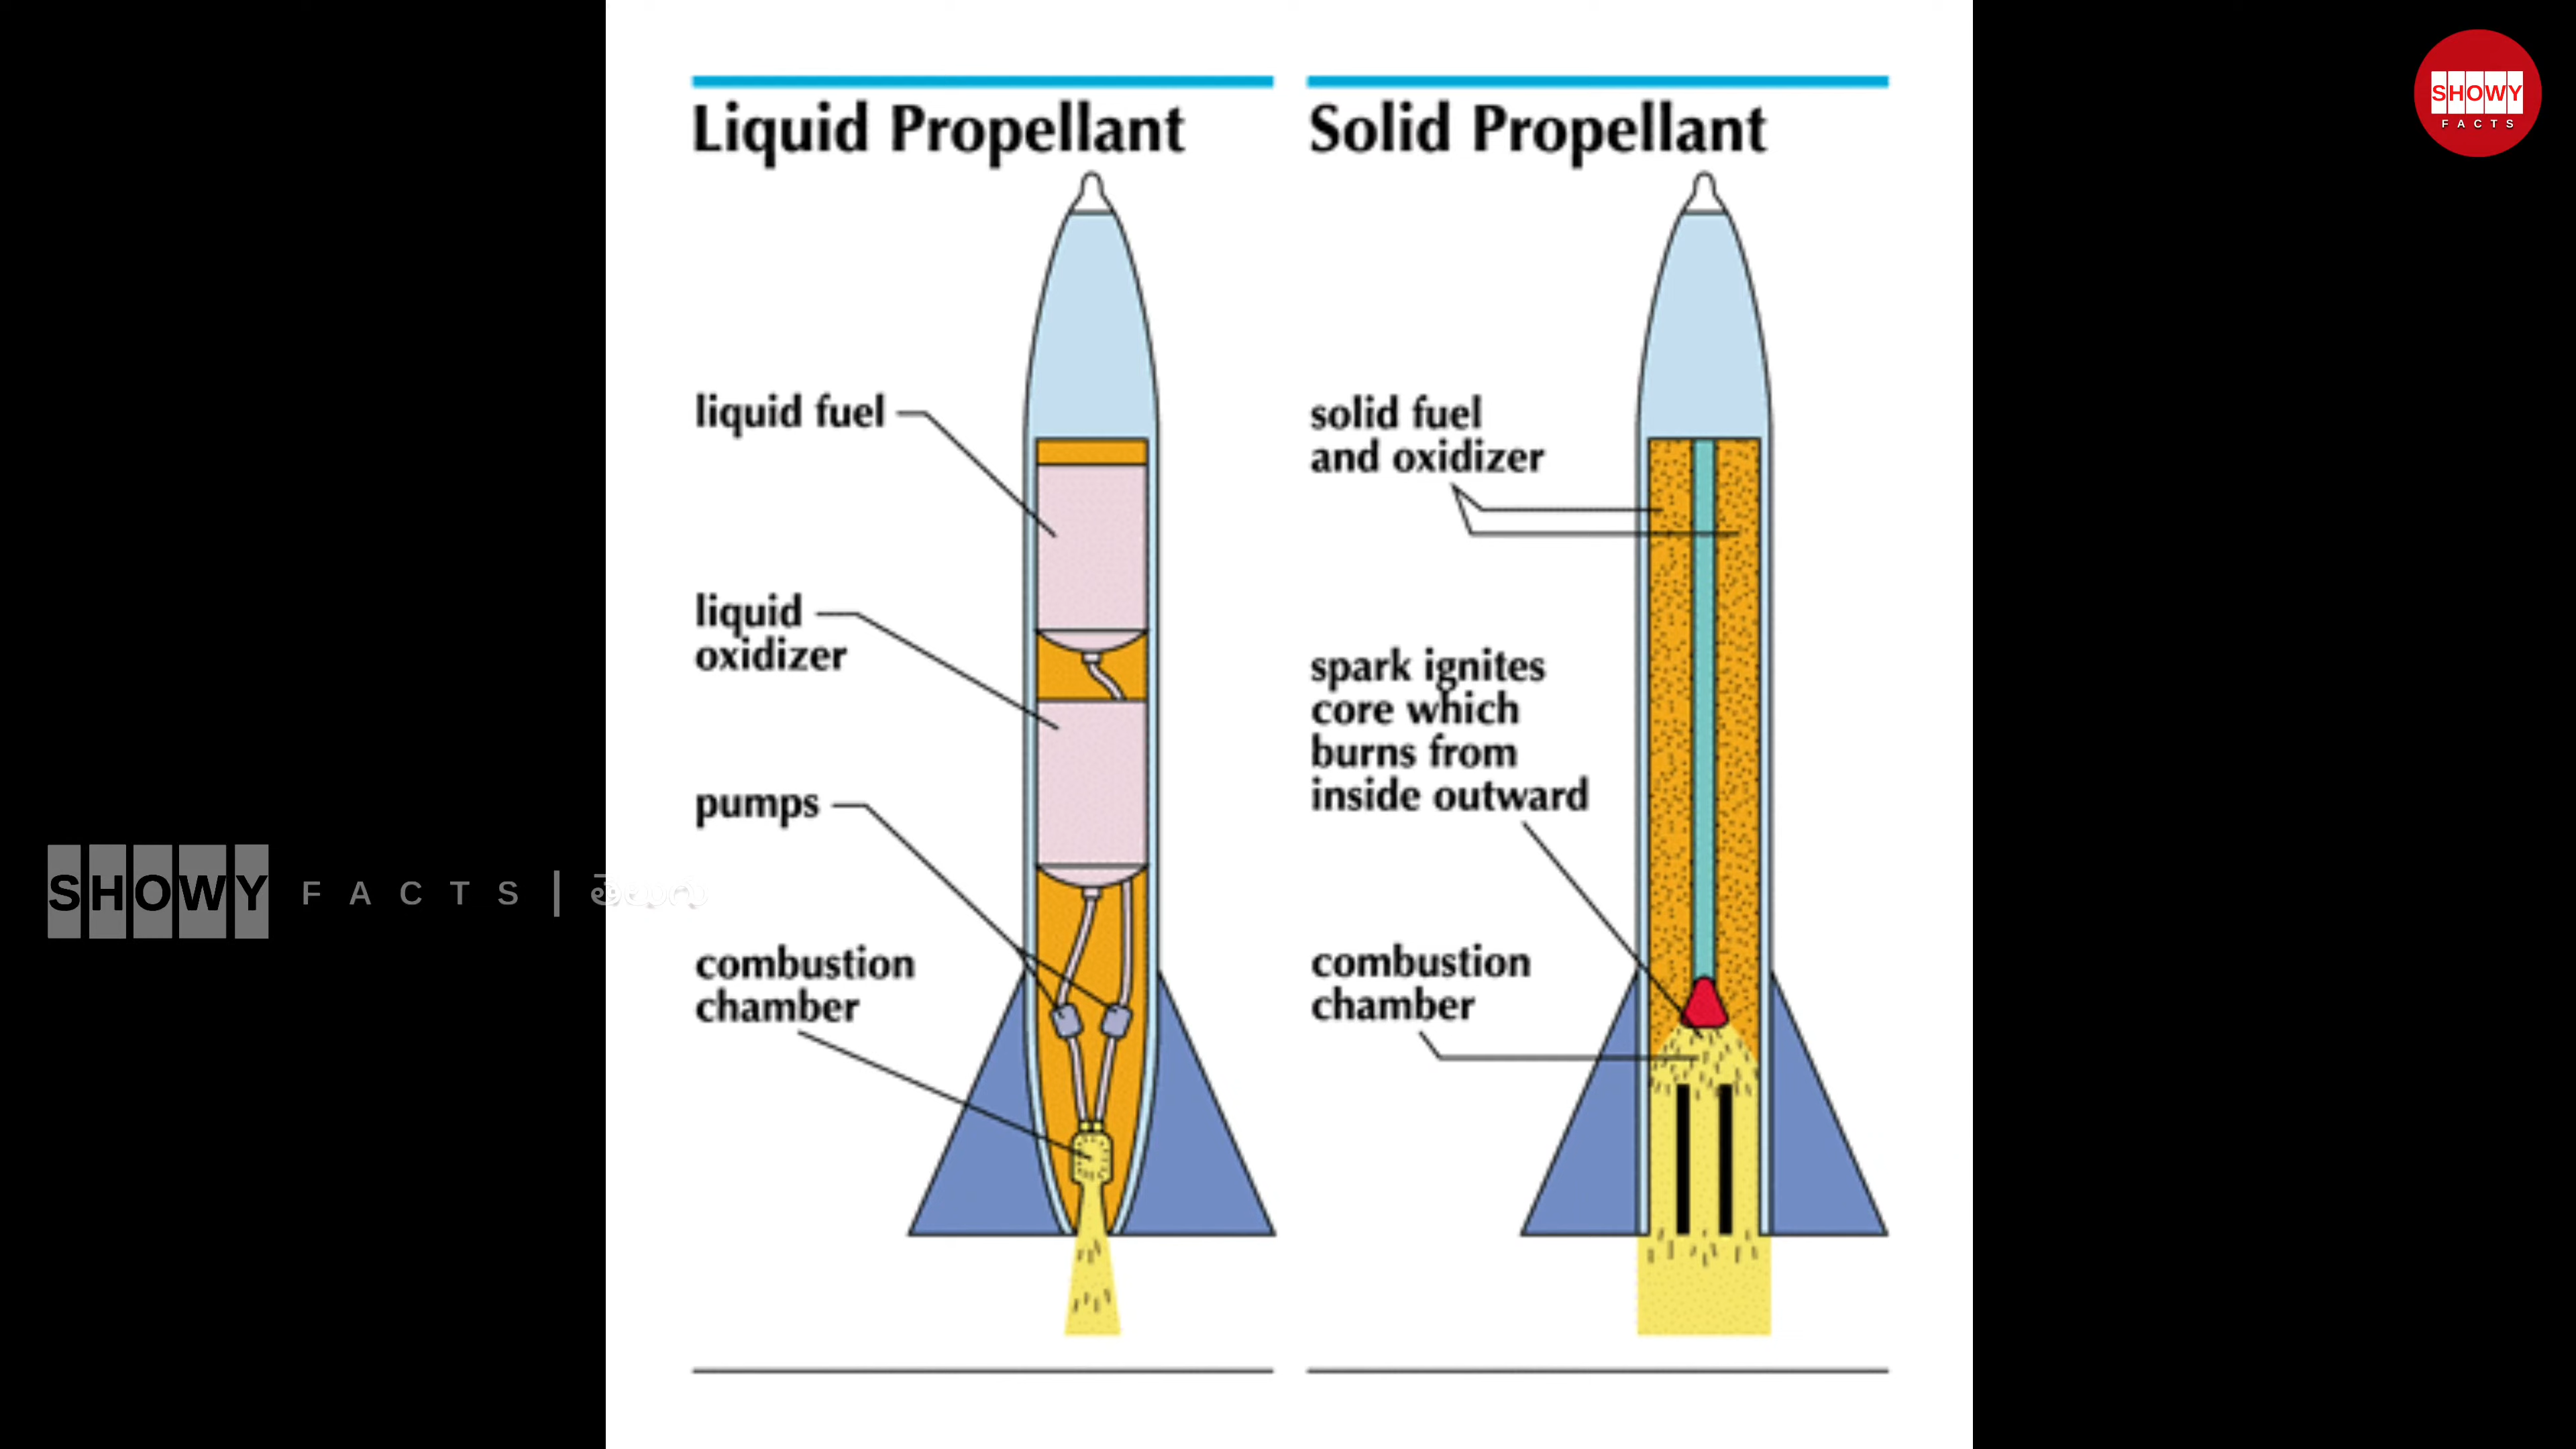 SHOWY
FACTS
Liquid Propellant
liquid fuel
liquid
oxidizer
pumps
combustion
chamber
Solid Propellant
solid fuel
and oxidizer
spark ignites
core which
burns from
inside outward
combustion
chamber
SHOWY FACTS | తెలుగు